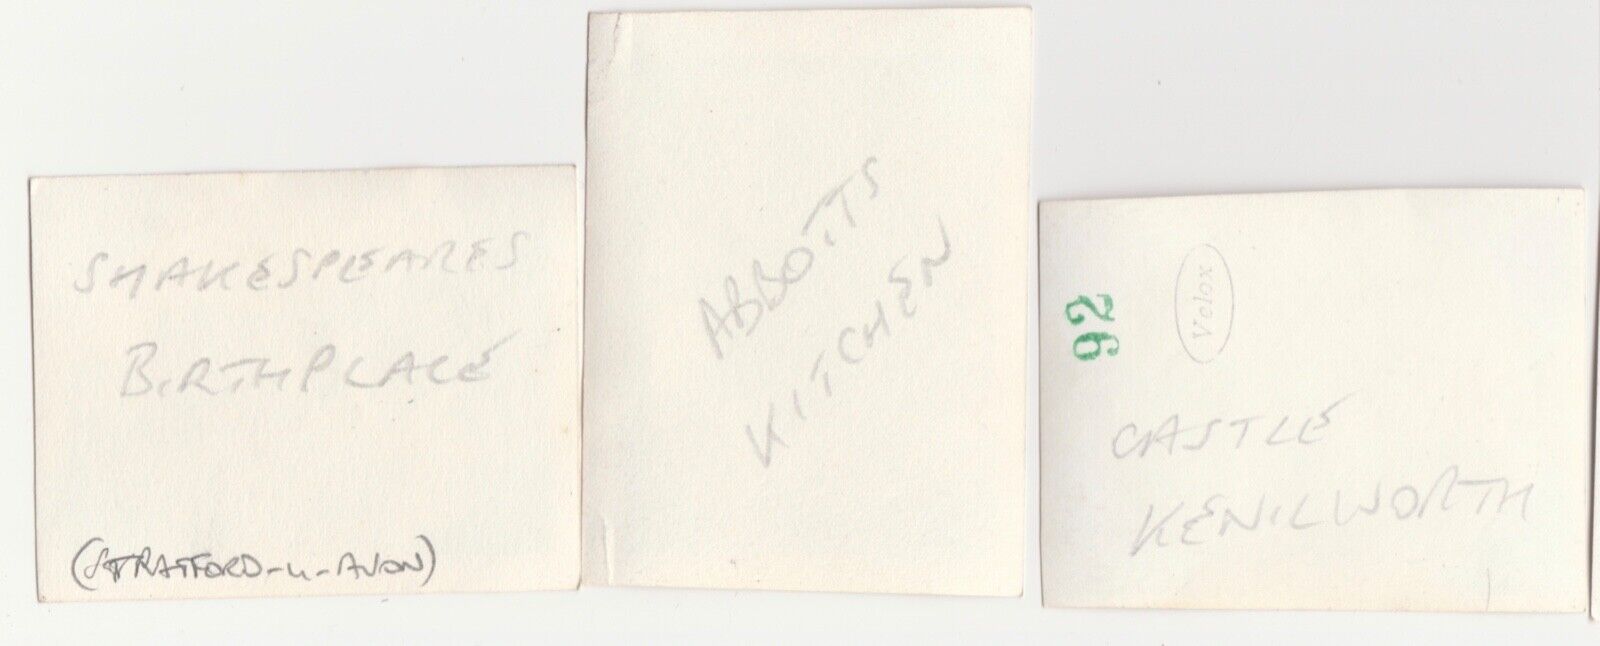 SHAKESPEARES
BIRTHPLACE
(STRATFORD-u-AVON)
ABBOTTS
KITCHEN
92
Velox
CASTLE
KENILWORTH